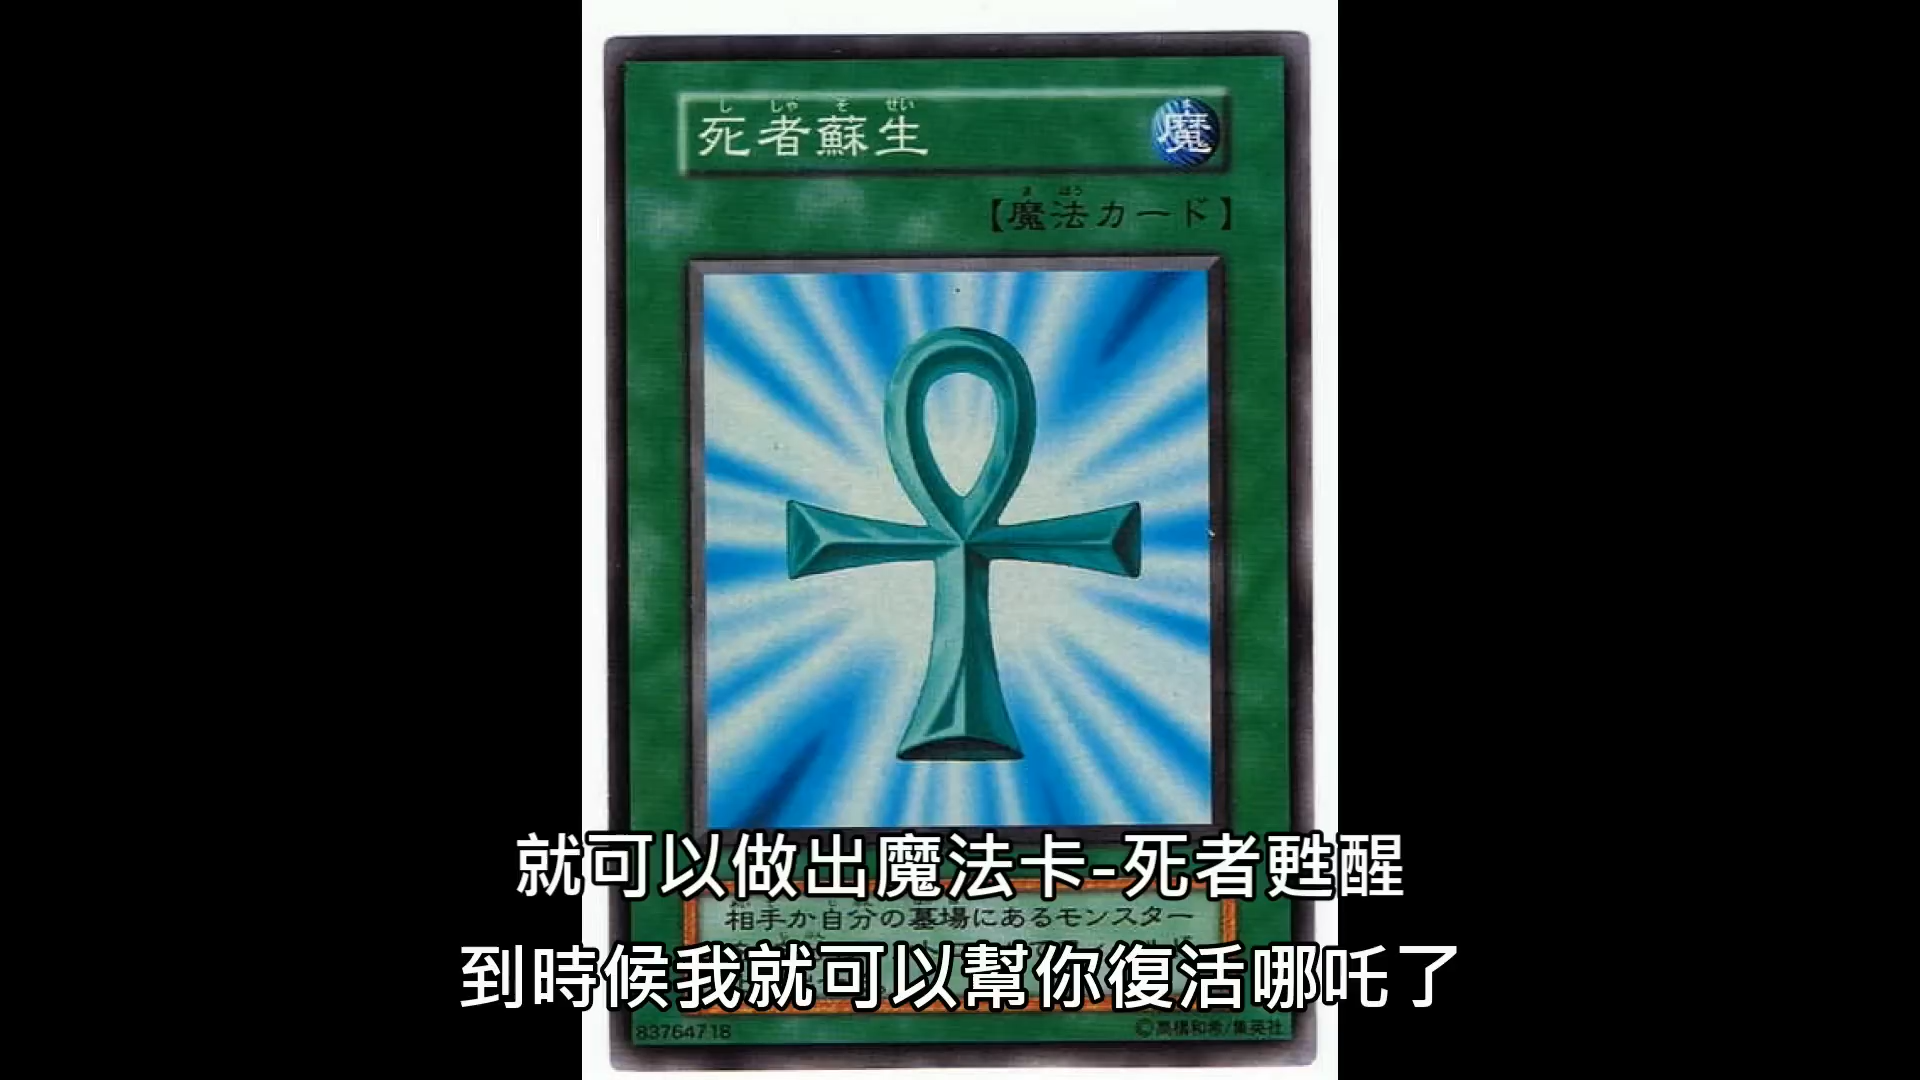 し しゃ そ せい
死者蘇生
ま
魔
ま ほう
【魔法カード】
就可以做出魔法卡-死者甦醒
相手か自分の墓場にあるモンスター
到時候我就可以幫你復活哪吒了
83764718
©高橋和希/集英社